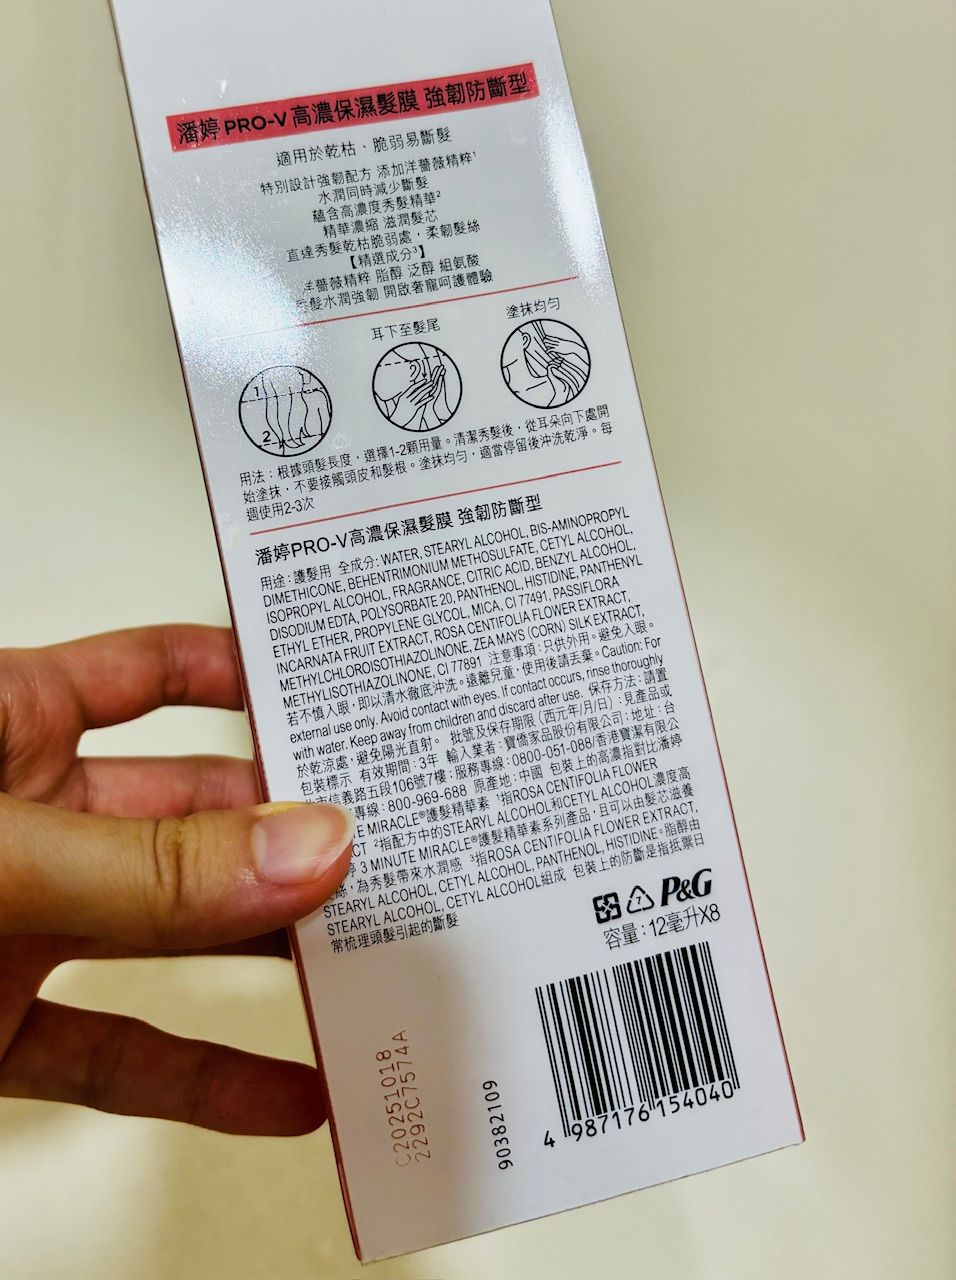 潘婷 PRO-V 高濃保濕髮膜 強韌防斷型
適用於乾枯、脆弱易斷髮
特別設計強韌配方 添加洋薔薇精粹¹
水潤同時減少斷髮
蘊含高濃度秀髮精華²
精華濃縮 滋潤髮芯
直達秀髮乾枯脆弱處，柔韌髮絲
【精選成分³】
洋薔薇精粹 脂醇 泛醇 組氨酸
髮水潤強韌 開啟奢寵呵護體驗
耳下至髮尾
塗抹均勻
1
2
用法：根據頭髮長度，選擇1-2顆用量。清潔秀髮後，從耳朵向下處開
始塗抹，不要接觸頭皮和髮根。塗抹均勻，適當停留後沖洗乾淨。每
週使用2-3次
潘婷PRO-V高濃保濕髮膜 強韌防斷型
用途：護髮用 全成分：WATER, STEARYL ALCOHOL, BIS-AMINOPROPYL
DIMETHICONE, BEHENTRIMONIUM METHOSULFATE, CETYL ALCOHOL,
ISOPROPYL ALCOHOL, FRAGRANCE, CITRIC ACID, BENZYL ALCOHOL,
DISODIUM EDTA, POLYSORBATE 20, PANTHENOL, HISTIDINE, PANTHENYL
ETHYL ETHER, PROPYLENE GLYCOL, MICA, CI 77491, PASSIFLORA
INCARNATA FRUIT EXTRACT, ROSA CENTIFOLIA FLOWER EXTRACT,
METHYLCHLOROISOTHIAZOLINONE, ZEA MAYS (CORN) SILK EXTRACT,
METHYLISOTHIAZOLINONE, CI 77891 注意事項：只供外用。避免入眼。
若不慎入眼，即以清水徹底沖洗。遠離兒童，使用後請丟棄。Caution: For
external use only. Avoid contact with eyes. If contact occurs, rinse thoroughly
with water. Keep away from children and discard after use. 保存方法：請置
於乾涼處，避免陽光直射。 批號及保存期限（西元年/月/日）：見產品或
包裝標示 有效期間：3年 輸入業者：寶僑家品股份有限公司；地址：台
北市信義路五段106號7樓；服務專線：0800-051-088/香港寶潔有限公
專線：800-969-688 原產地：中國 包裝上的高濃指對比潘婷
TE MIRACLE®護髮精華素 ¹指ROSA CENTIFOLIA FLOWER
CT ²指配方中的STEARYL ALCOHOL和CETYL ALCOHOL濃度高
婷 3 MINUTE MIRACLE®護髮精華素系列產品，且可以由髮芯滋養
絲，為秀髮帶來水潤感 ³指ROSA CENTIFOLIA FLOWER EXTRACT,
STEARYL ALCOHOL, CETYL ALCOHOL, PANTHENOL, HISTIDINE。脂醇由
STEARYL ALCOHOL, CETYL ALCOHOL組成 包裝上的防斷是指抵禦日
常梳理頭髮引起的斷髮
7 P&G
容量：12毫升X8
C20251018
2292C7574A
90382109
4 987176 154040